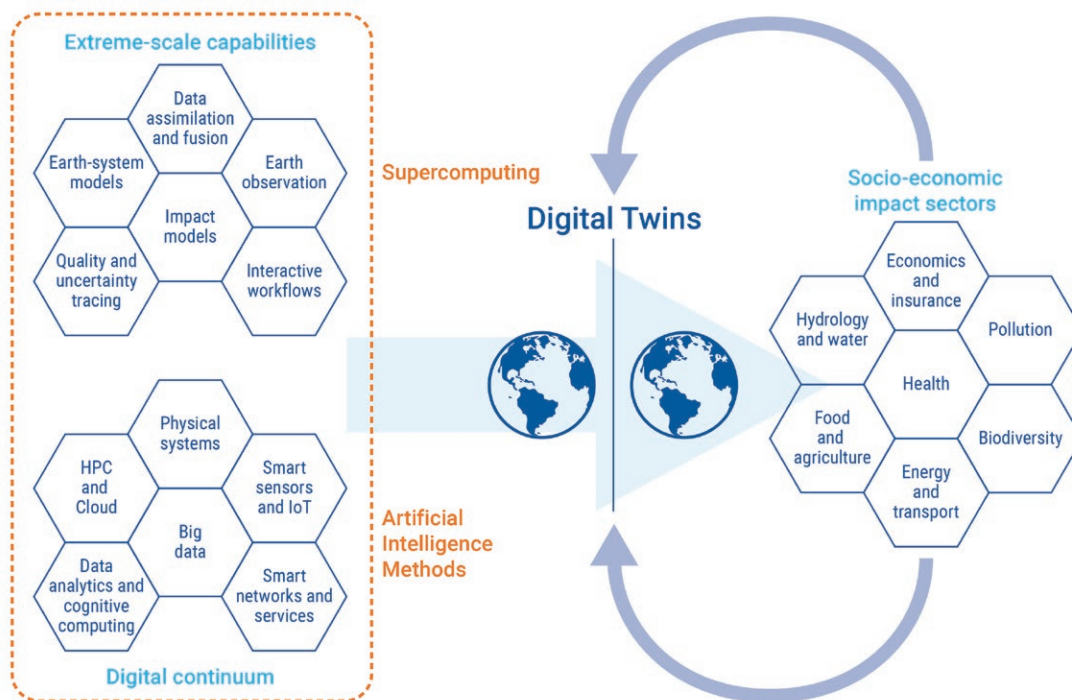 Extreme-scale capabilities
Data
assimilation
and fusion
Earth-system
models
Earth
observation
Impact
models
Quality and
uncertainty
tracing
Interactive
workflows
Physical
systems
HPC
and
Cloud
Smart
sensors
and IoT
Big
data
Data
analytics and
cognitive
computing
Smart
networks and
services
Digital continuum
Supercomputing
Artificial
Intelligence
Methods
Digital Twins
Socio-economic
impact sectors
Economics
and
insurance
Hydrology
and water
Pollution
Health
Food
and
agriculture
Biodiversity
Energy
and
transport